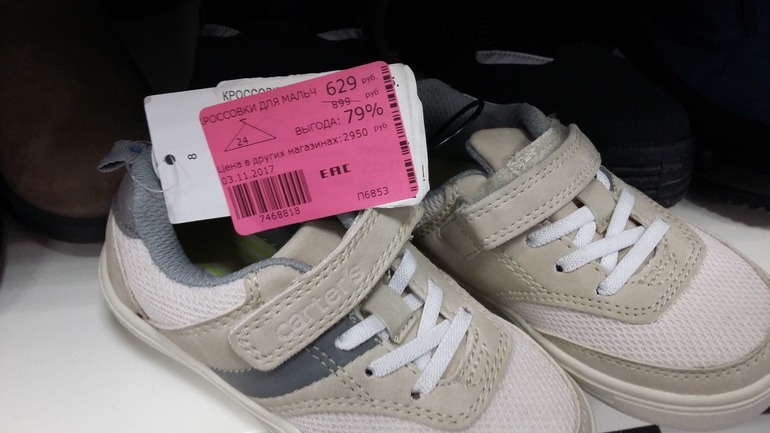 КРОССОВКИ
КРОССОВКИ ДЛЯ МАЛЬЧ 629 руб
899 руб
24
ВЫГОДА: 79%
Цена в других магазинах: 2950 руб
03.11.2017
EAC
7468818
П6853
8
carter's